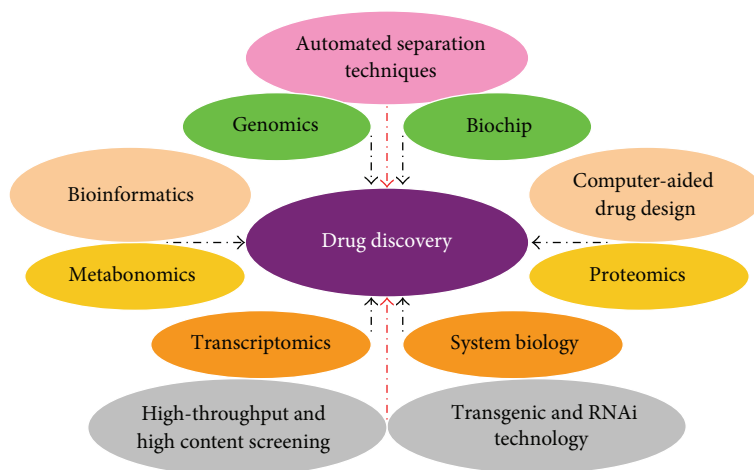 Automated separation
techniques
Genomics
Biochip
Bioinformatics
Computer-aided
drug design
Drug discovery
Metabonomics
Proteomics
Transcriptomics
System biology
High-throughput and
high content screening
Transgenic and RNAi
technology